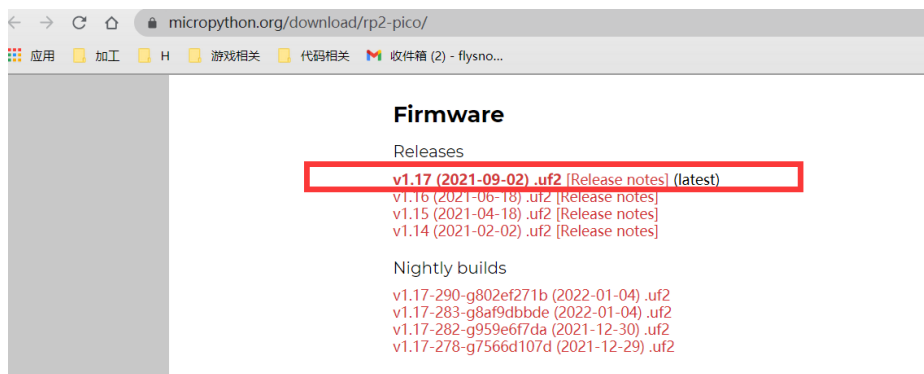 micropython.org/download/rp2-pico/
应用 加工 H 游戏相关 代码相关 收件箱 (2) - flysno...
Firmware
Releases
v1.17 (2021-09-02) .uf2 [Release notes] (latest)
v1.16 (2021-06-18) .uf2 [Release notes]
v1.15 (2021-04-18) .uf2 [Release notes]
v1.14 (2021-02-02) .uf2 [Release notes]
Nightly builds
v1.17-290-g802ef271b (2022-01-04) .uf2
v1.17-283-g8af9dbbde (2022-01-04) .uf2
v1.17-282-g959e6f7da (2021-12-30) .uf2
v1.17-278-g7566d107d (2021-12-29) .uf2